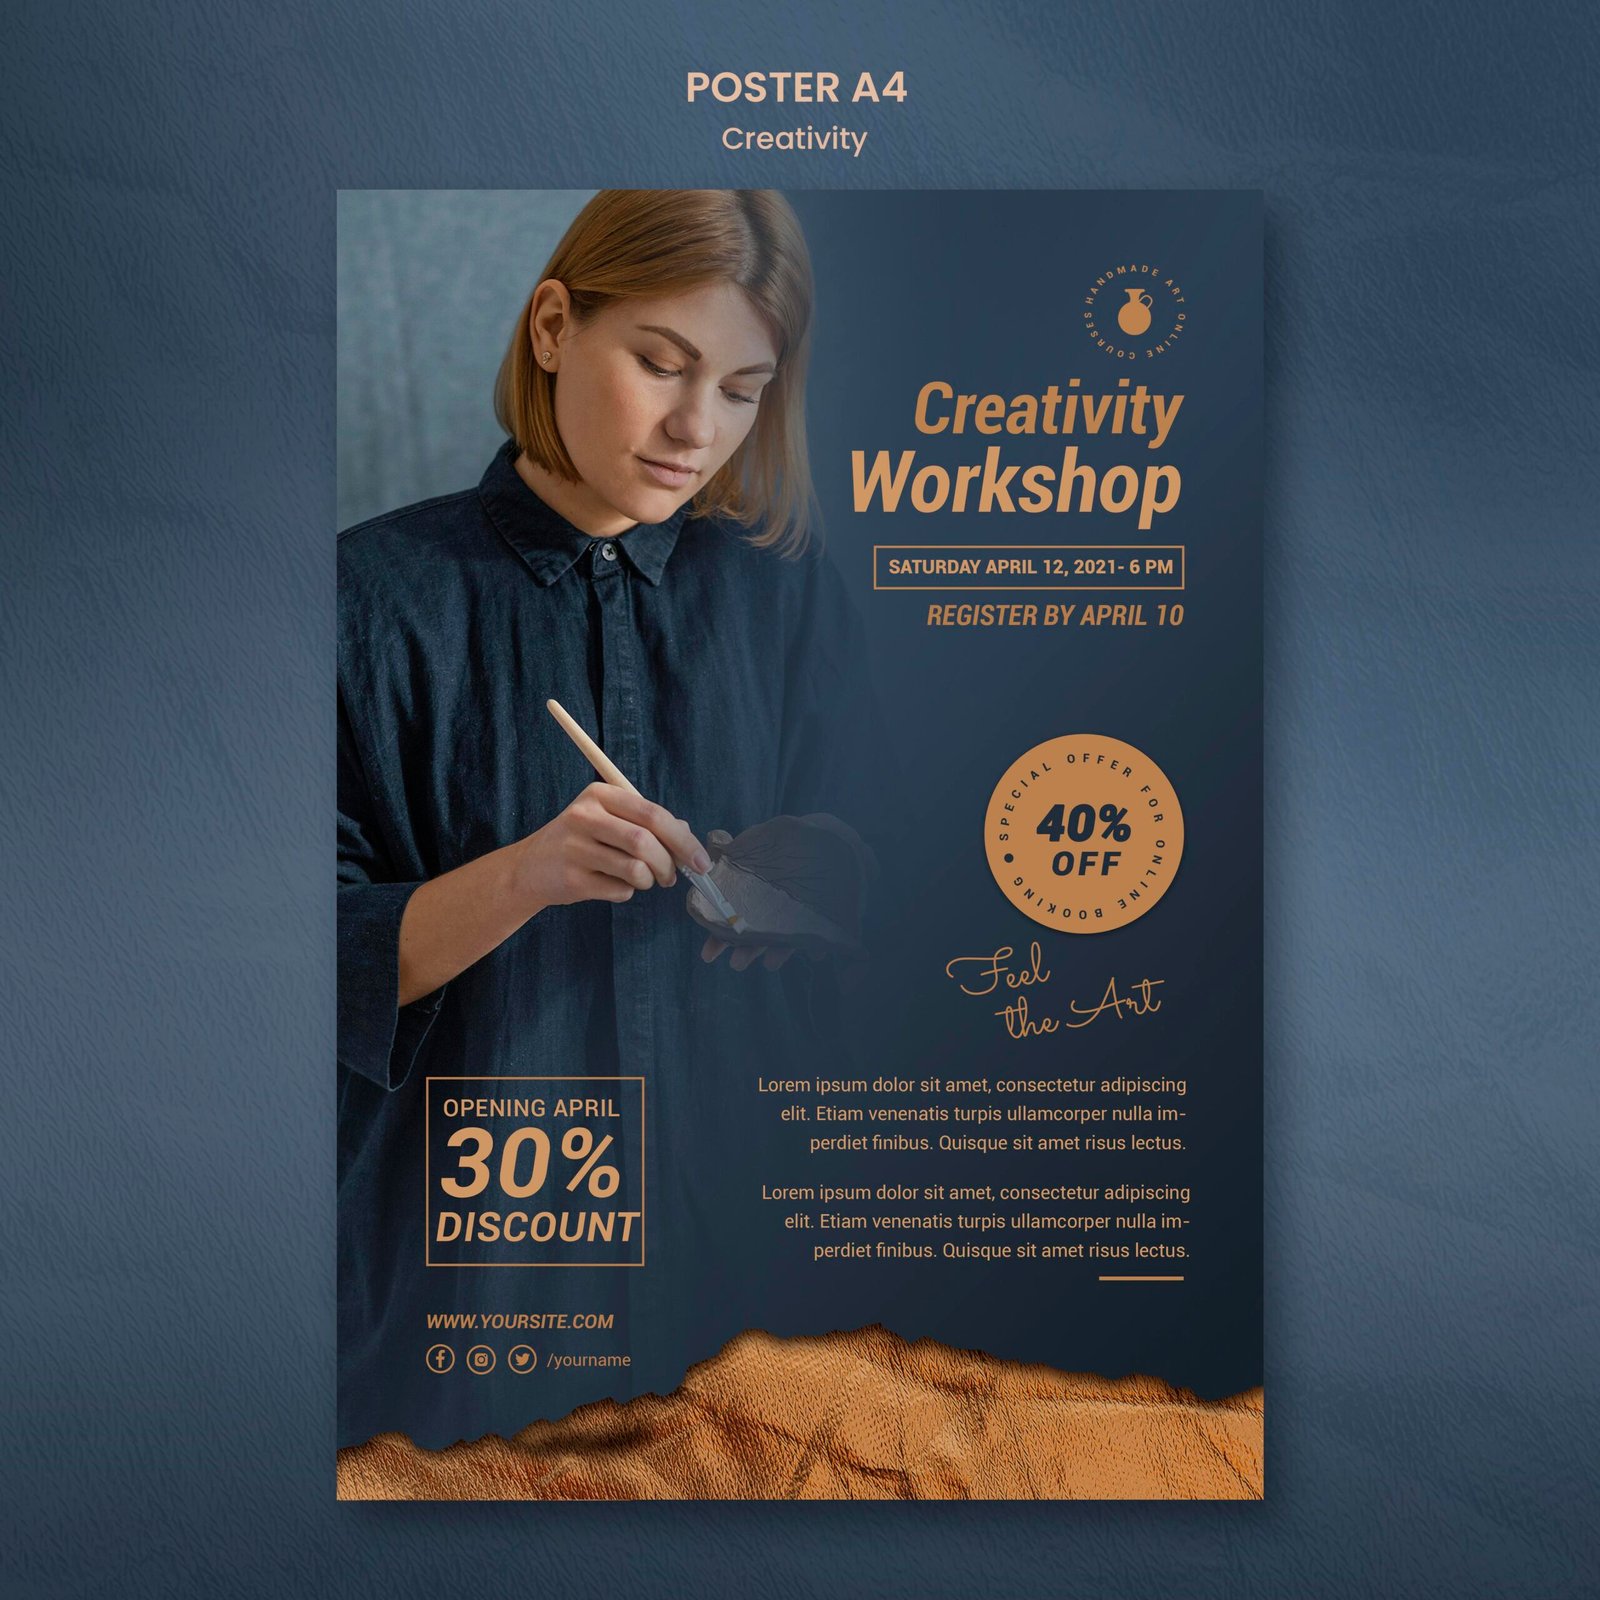 POSTER A4
Creativity
HANDMADE ART ONLINE COURSES
Creativity
Workshop
SATURDAY APRIL 12, 2021- 6 PM
REGISTER BY APRIL 10
SPECIAL OFFER FOR ONLINE BOOKING
40%
OFF
Feel
the Art
Lorem ipsum dolor sit amet, consectetur adipiscing
elit. Etiam venenatis turpis ullamcorper nulla im-
perdiet finibus. Quisque sit amet risus lectus.
Lorem ipsum dolor sit amet, consectetur adipiscing
elit. Etiam venenatis turpis ullamcorper nulla im-
perdiet finibus. Quisque sit amet risus lectus.
OPENING APRIL
30%
DISCOUNT
WWW.YOURSITE.COM
/yourname